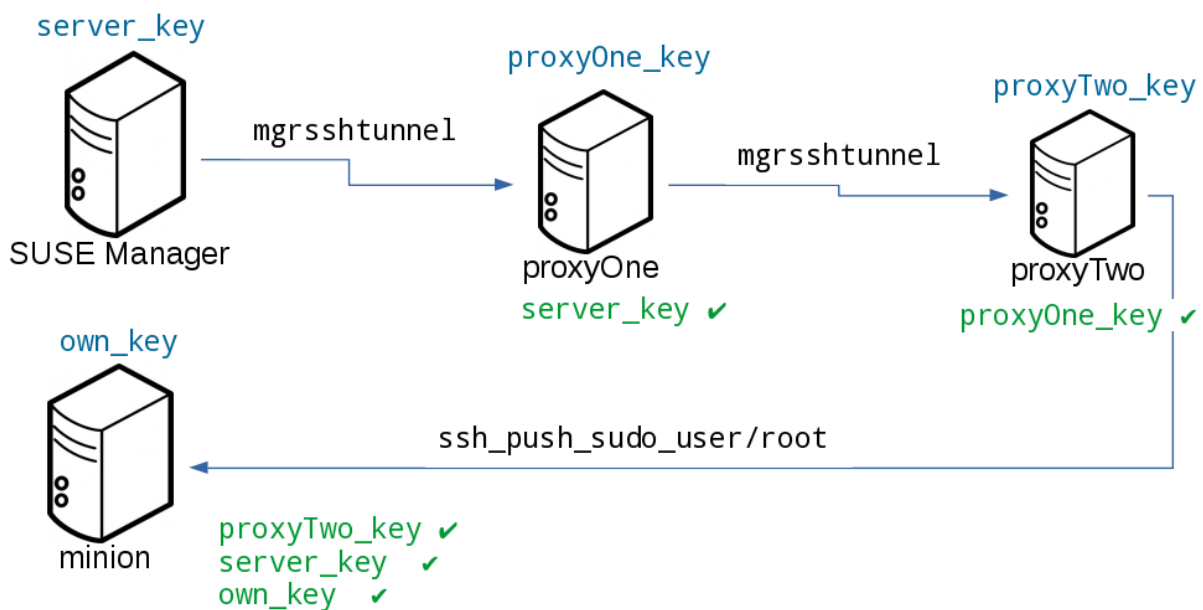 server_key
proxyOne_key
proxyTwo_key
mgrsshtunnel
mgrsshtunnel
SUSE Manager
proxyOne
proxyTwo
server_key ✔
proxyOne_key ✔
own_key
ssh_push_sudo_user/root
minion
proxyTwo_key ✔
server_key ✔
own_key ✔